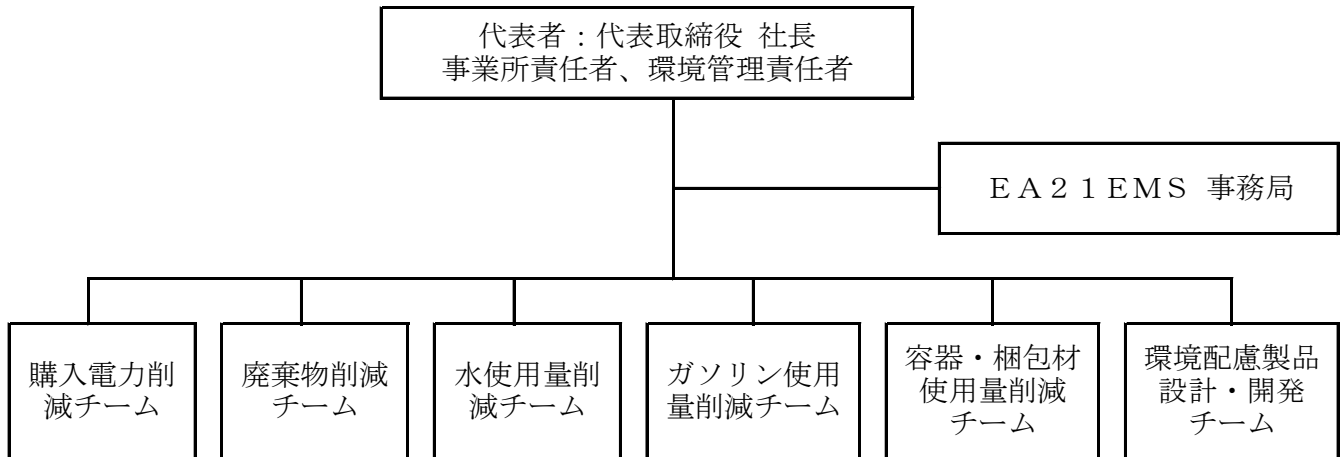 代表者：代表取締役 社長
事業所責任者、環境管理責任者
ＥＡ２１ＥＭＳ 事務局
購入電力削
減チーム
廃棄物削減
チーム
水使用量削
減チーム
ガソリン使用
量削減チーム
容器・梱包材
使用量削減
チーム
環境配慮製品
設計・開発
チーム